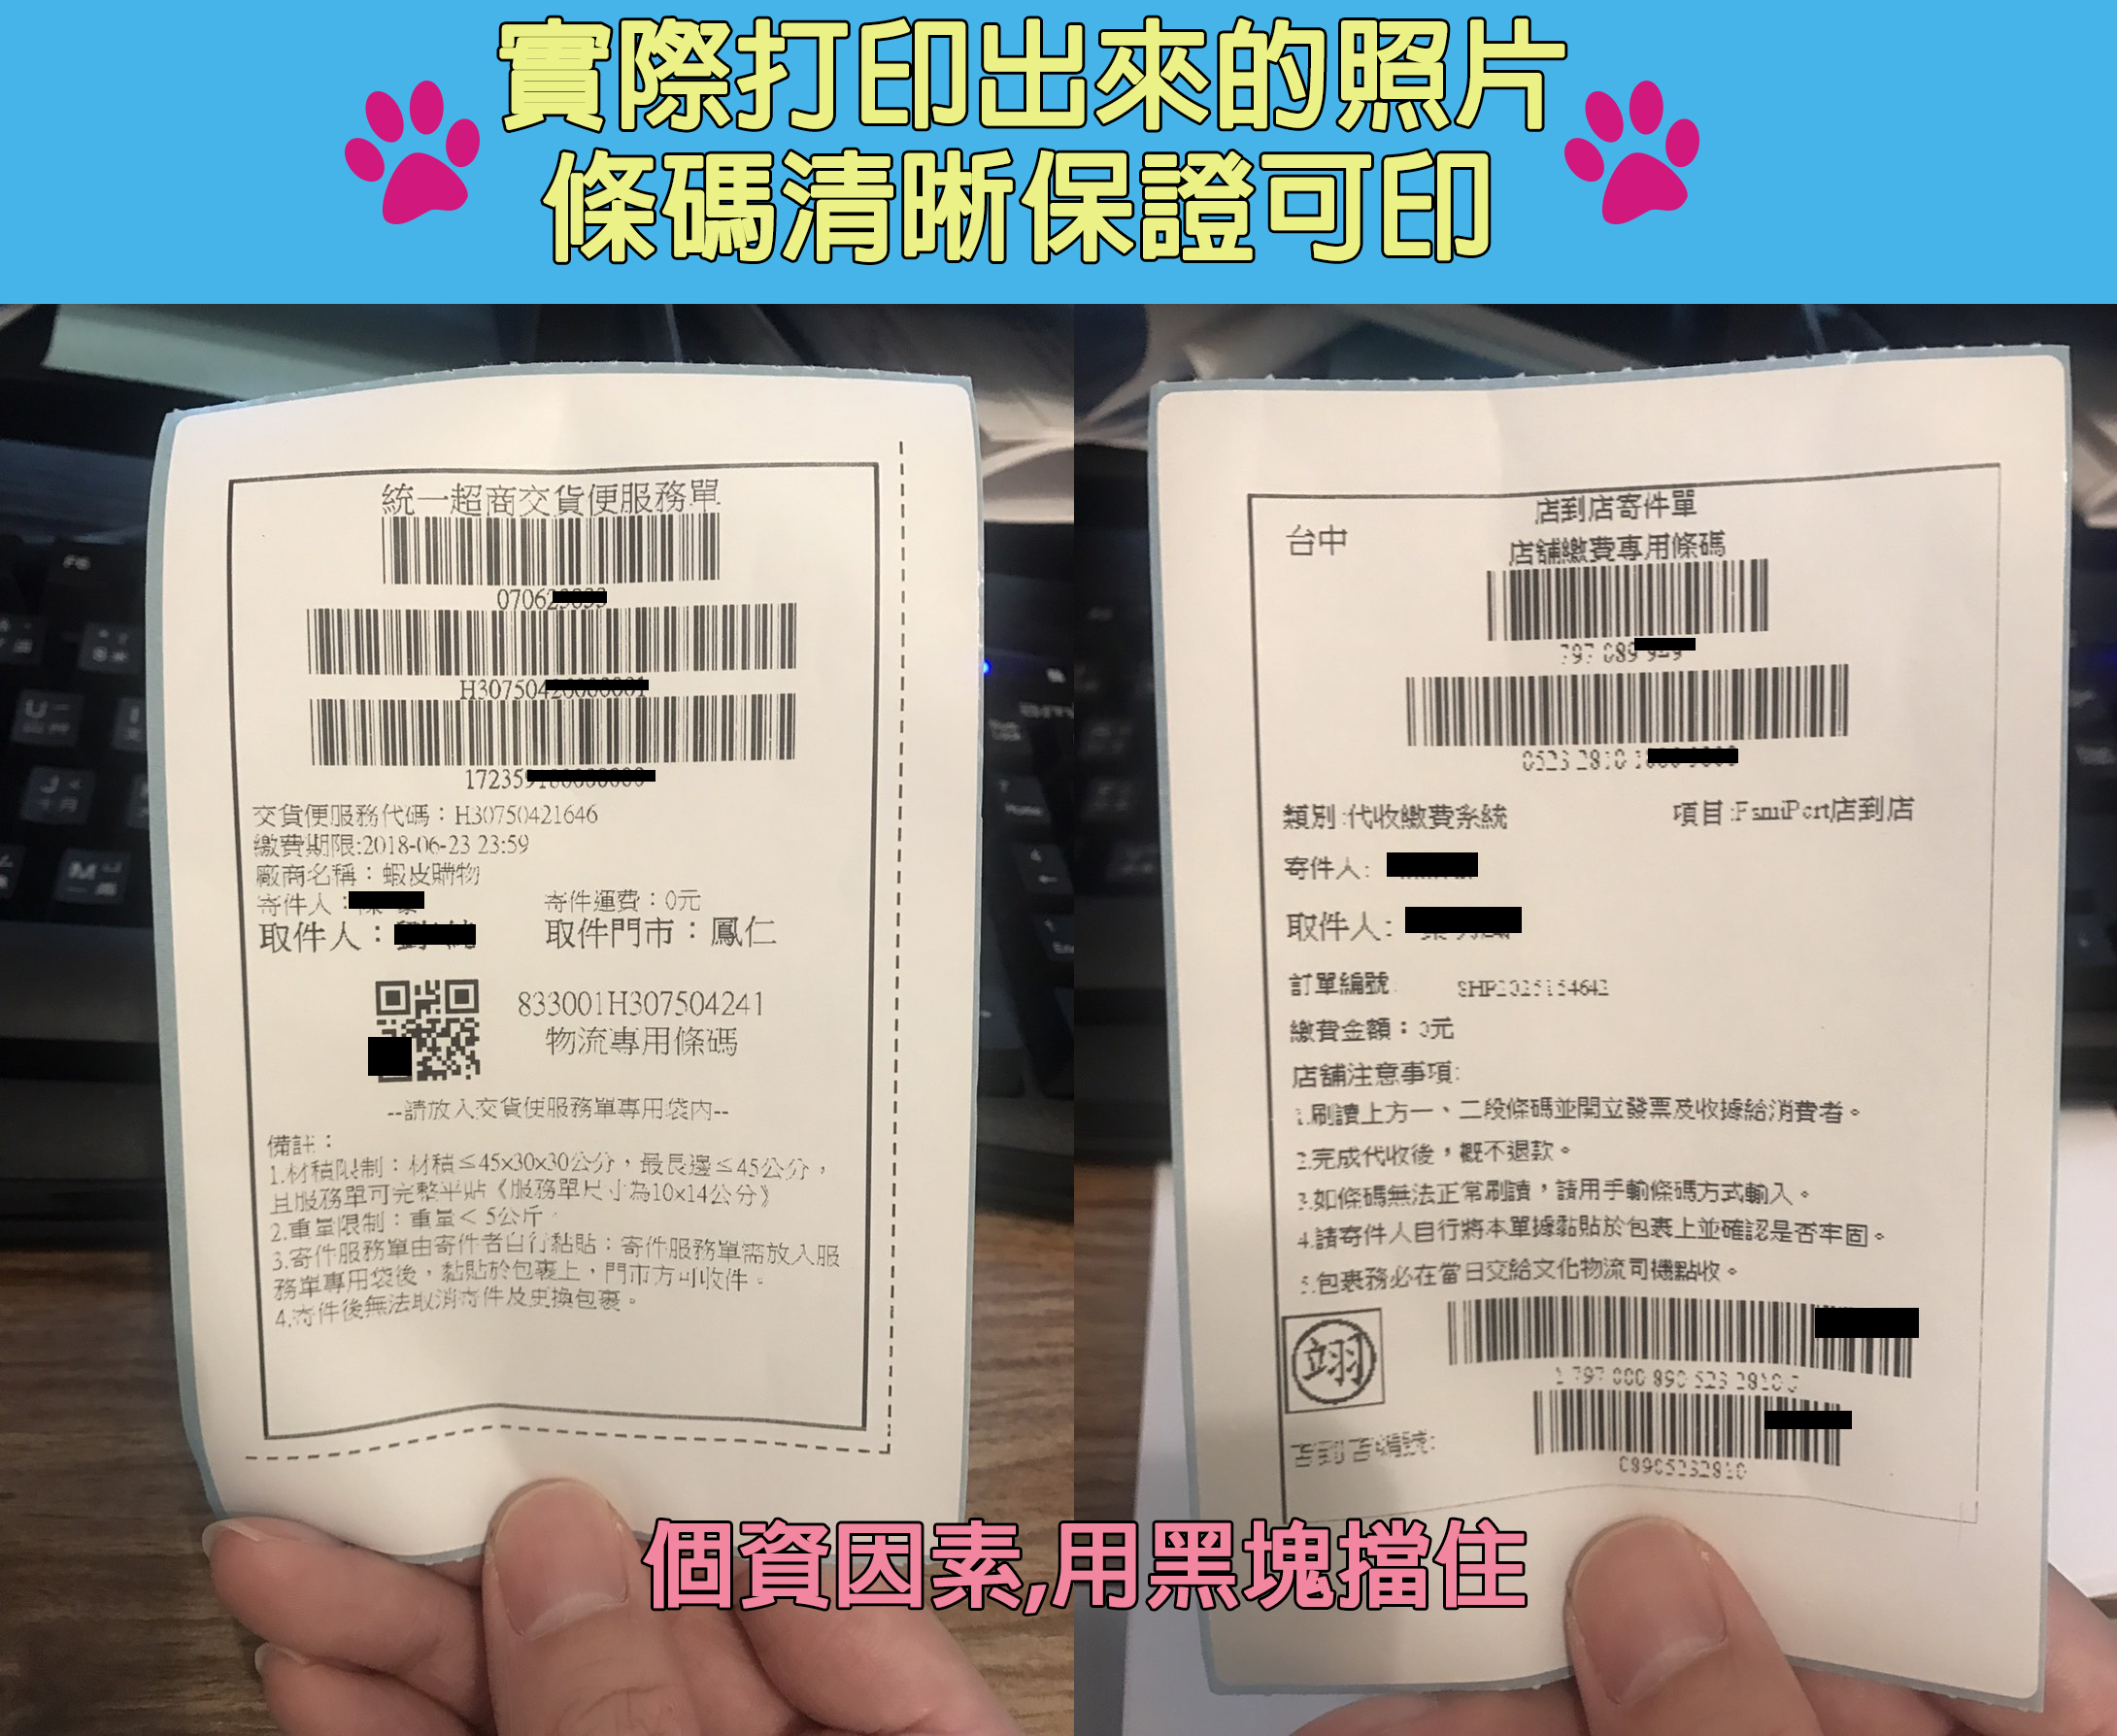 實際打印出來的照片
條碼清晰保證可印
統一超商交貨便服務單
0706
H307504
17235
交貨便服務代碼：H30750421646
繳費期限:2018-06-23 23:59
廠商名稱：蝦皮購物
寄件人：
寄件運費：0元
取件人：
取件門市：鳳仁
833001H307504241
物流專用條碼
--請放入交貨便服務單專用袋內--
備註：
1.材積限制：材積≤45x30x30公分，最長邊≤45公分，
且服務單可完整平貼《服務單尺寸為10×14公分》
2.重量限制：重量< 5公斤。
3.寄件服務單由寄件者自行黏貼：寄件服務單需放入服
務單專用袋後，黏貼於包裹上，門市方可收件。
4.寄件後無法取消寄件及更換包裹。
台中
店到店寄件單
店舖繳費專用條碼
797 089
0523 2810 1
類別:代收繳費系統
項目:FamiPort店到店
寄件人:
取件人:
訂單編號:
繳費金額：0元
店舖注意事項:
1.刷讀上方一、二段條碼並開立發票及收據給消費者。
2.完成代收後，概不退款。
3.如條碼無法正常刷讀，請用手輸條碼方式輸入。
4.請寄件人自行將本單據黏貼於包裹上並確認是否牢固。
5.包裹務必在當日交給文化物流司機點收。
翊
店到店編號:
08905232810
個資因素,用黑塊擋住